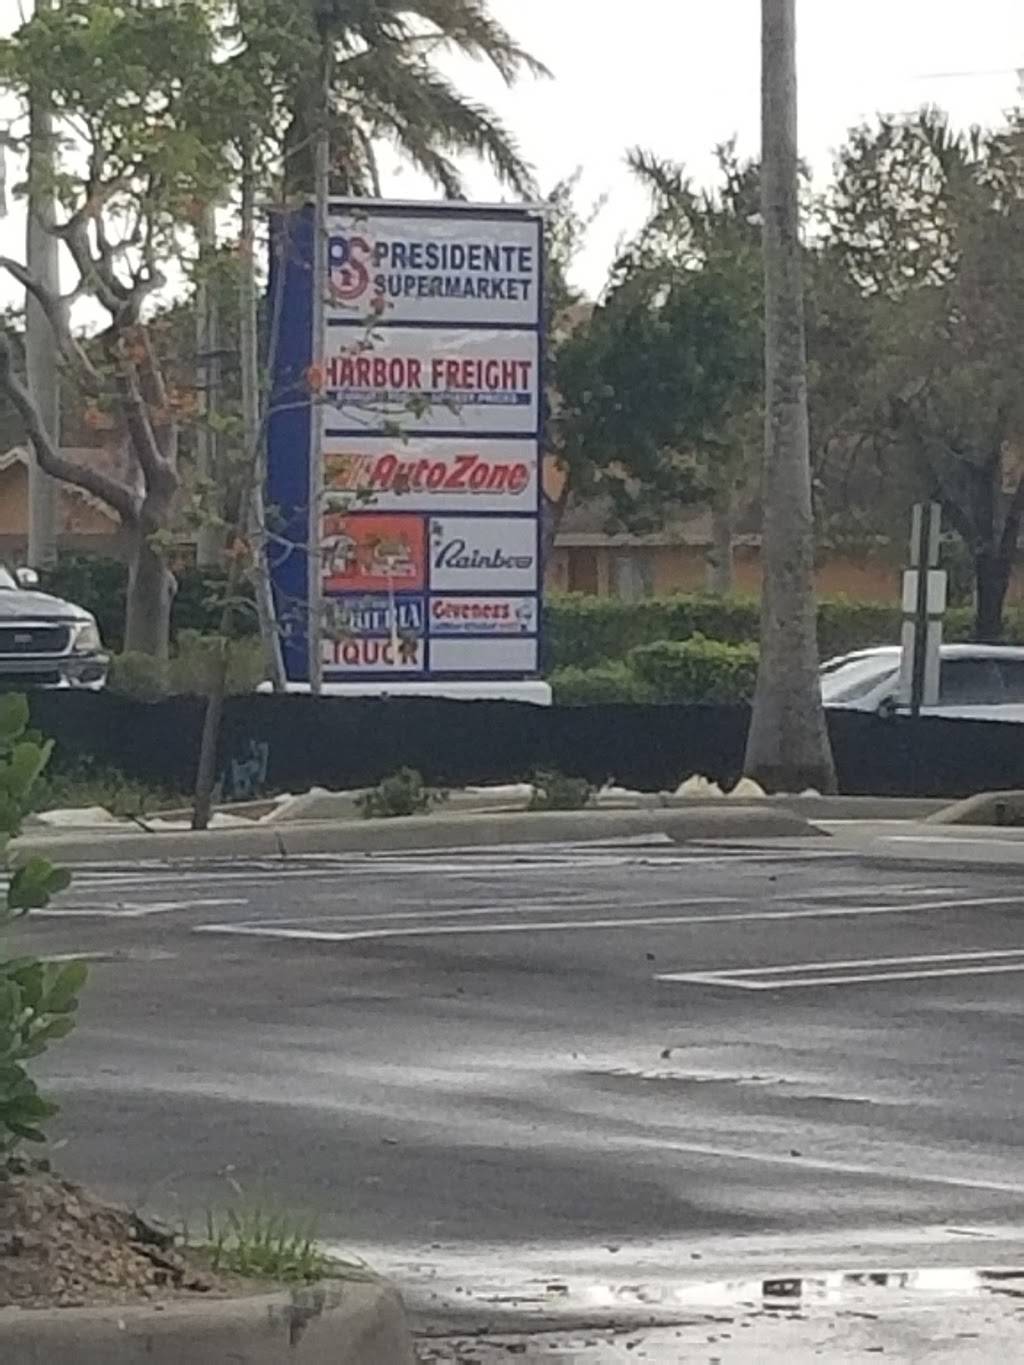 PS PRESIDENTE
SUPERMARKET
HARBOR FREIGHT
AutoZone
Rainbow
Giveness
LIQUOR